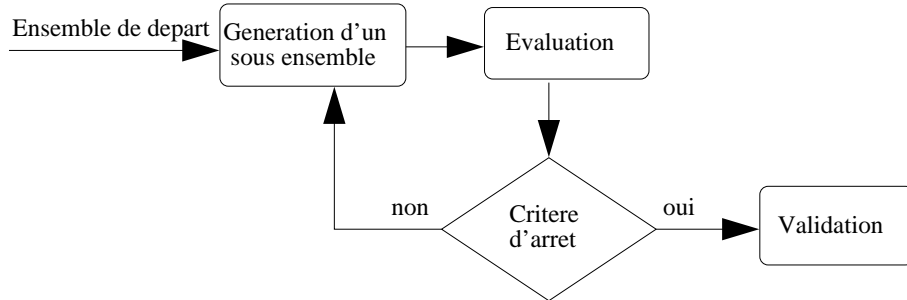 Ensemble de depart
Generation d'un
sous ensemble
Evaluation
non
Critere
d'arret
oui
Validation